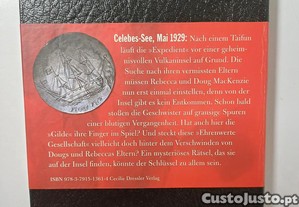 Celebes-See, Mai 1929: Nach einem Taifun
läuft die »Expedient« vor einer geheim-
nisvollen Vulkaninsel auf Grund. Die
Suche nach ihren vermissten Eltern
müssen Rebecca und Doug MacKenzie
nun erst einmal einstellen, denn von der
Insel gibt es kein Entkommen. Schon bald
stoßen die Geschwister auf grausige Spuren
einer blutigen Vergangenheit. Hat auch hier die
»Gilde« ihre Finger im Spiel? Und steckt diese »Ehrenwerte
Gesellschaft« vielleicht doch hinter dem Verschwinden von
Dougs und Rebeccas Eltern? Ein mysteriöses Rätsel, das sie
auf der Insel finden, könnte der Schlüssel zu allem sein.
ISBN 978-3-7915-1361-4 Cecilie Dressler Verlag
CustoJusto.pt